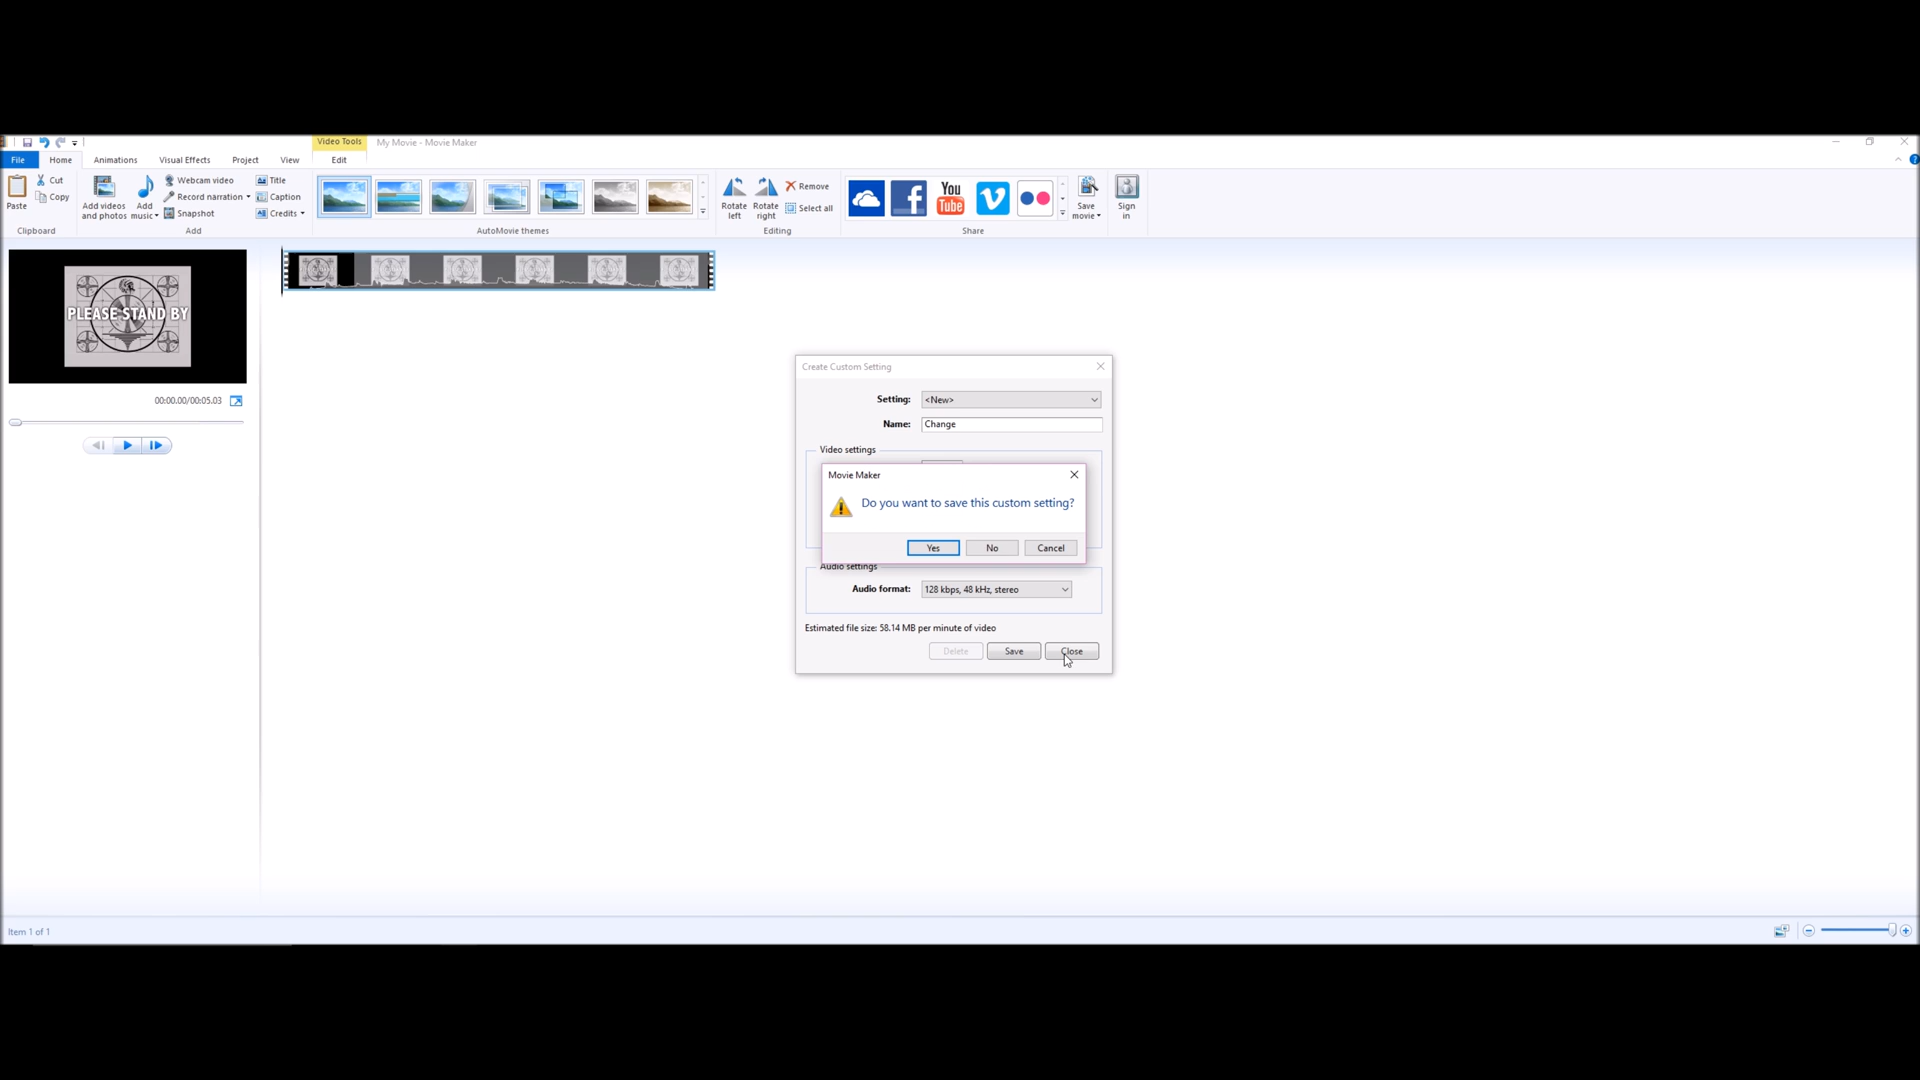 Video Tools
My Movie - Movie Maker
File
Home
Animations
Visual Effects
Project
View
Edit
Paste
Cut
Copy
Clipboard
Add videos
and photos
Add
music
Webcam video
Record narration
Snapshot
Title
Caption
Credits
Add
AutoMovie themes
Rotate
left
Rotate
right
Remove
Select all
Editing
You
Tube
Share
Save
movie
Sign
in
PLEASE STAND BY
00:00.00/00:05.03
Create Custom Setting
Setting:
<New>
Name:
Change
Video settings
Movie Maker
Do you want to save this custom setting?
Yes
No
Cancel
Audio settings
Audio format:
128 kbps, 48 kHz, stereo
Estimated file size: 58.14 MB per minute of video
Delete
Save
Close
Item 1 of 1